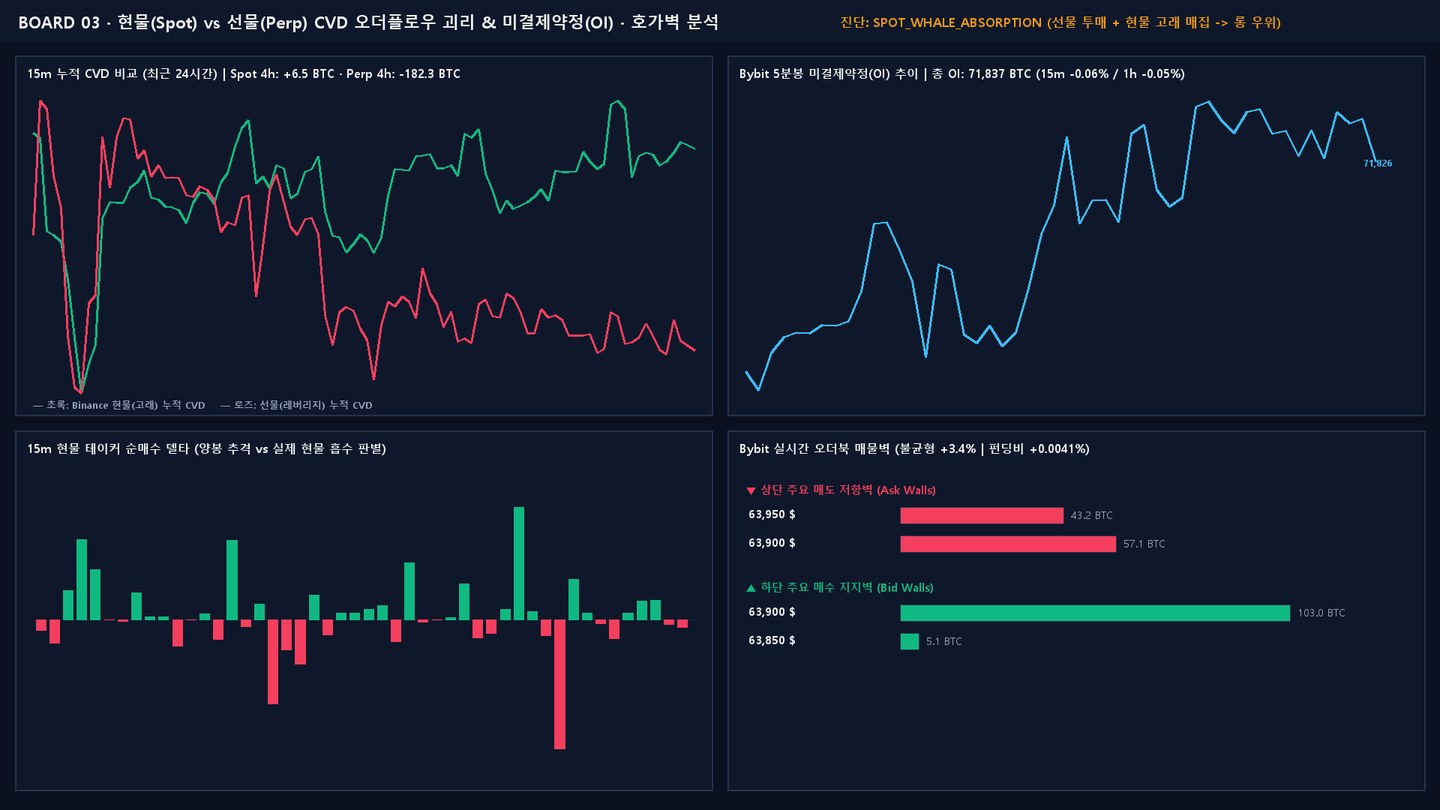 BOARD 03 · 현물(Spot) vs 선물(Perp) CVD 오더플로우 괴리 & 미결제약정(OI) · 호가벽 분석
진단: SPOT_WHALE_ABSORPTION (선물 투매 + 현물 고래 매집 -> 롱 우위)
15m 누적 CVD 비교 (최근 24시간) | Spot 4h: +6.5 BTC · Perp 4h: -182.3 BTC
— 초록: Binance 현물(고래) 누적 CVD — 로즈: 선물(레버리지) 누적 CVD
Bybit 5분봉 미결제약정(OI) 추이 | 총 OI: 71,837 BTC (15m -0.06% / 1h -0.05%)
71,826
15m 현물 테이커 순매수 델타 (양봉 추격 vs 실제 현물 흡수 판별)
Bybit 실시간 오더북 매물벽 (불균형 +3.4% | 펀딩비 +0.0041%)
▼ 상단 주요 매도 저항벽 (Ask Walls)
63,950 $ 43.2 BTC
63,900 $ 57.1 BTC
▲ 하단 주요 매수 지지벽 (Bid Walls)
63,900 $ 103.0 BTC
63,850 $ 5.1 BTC